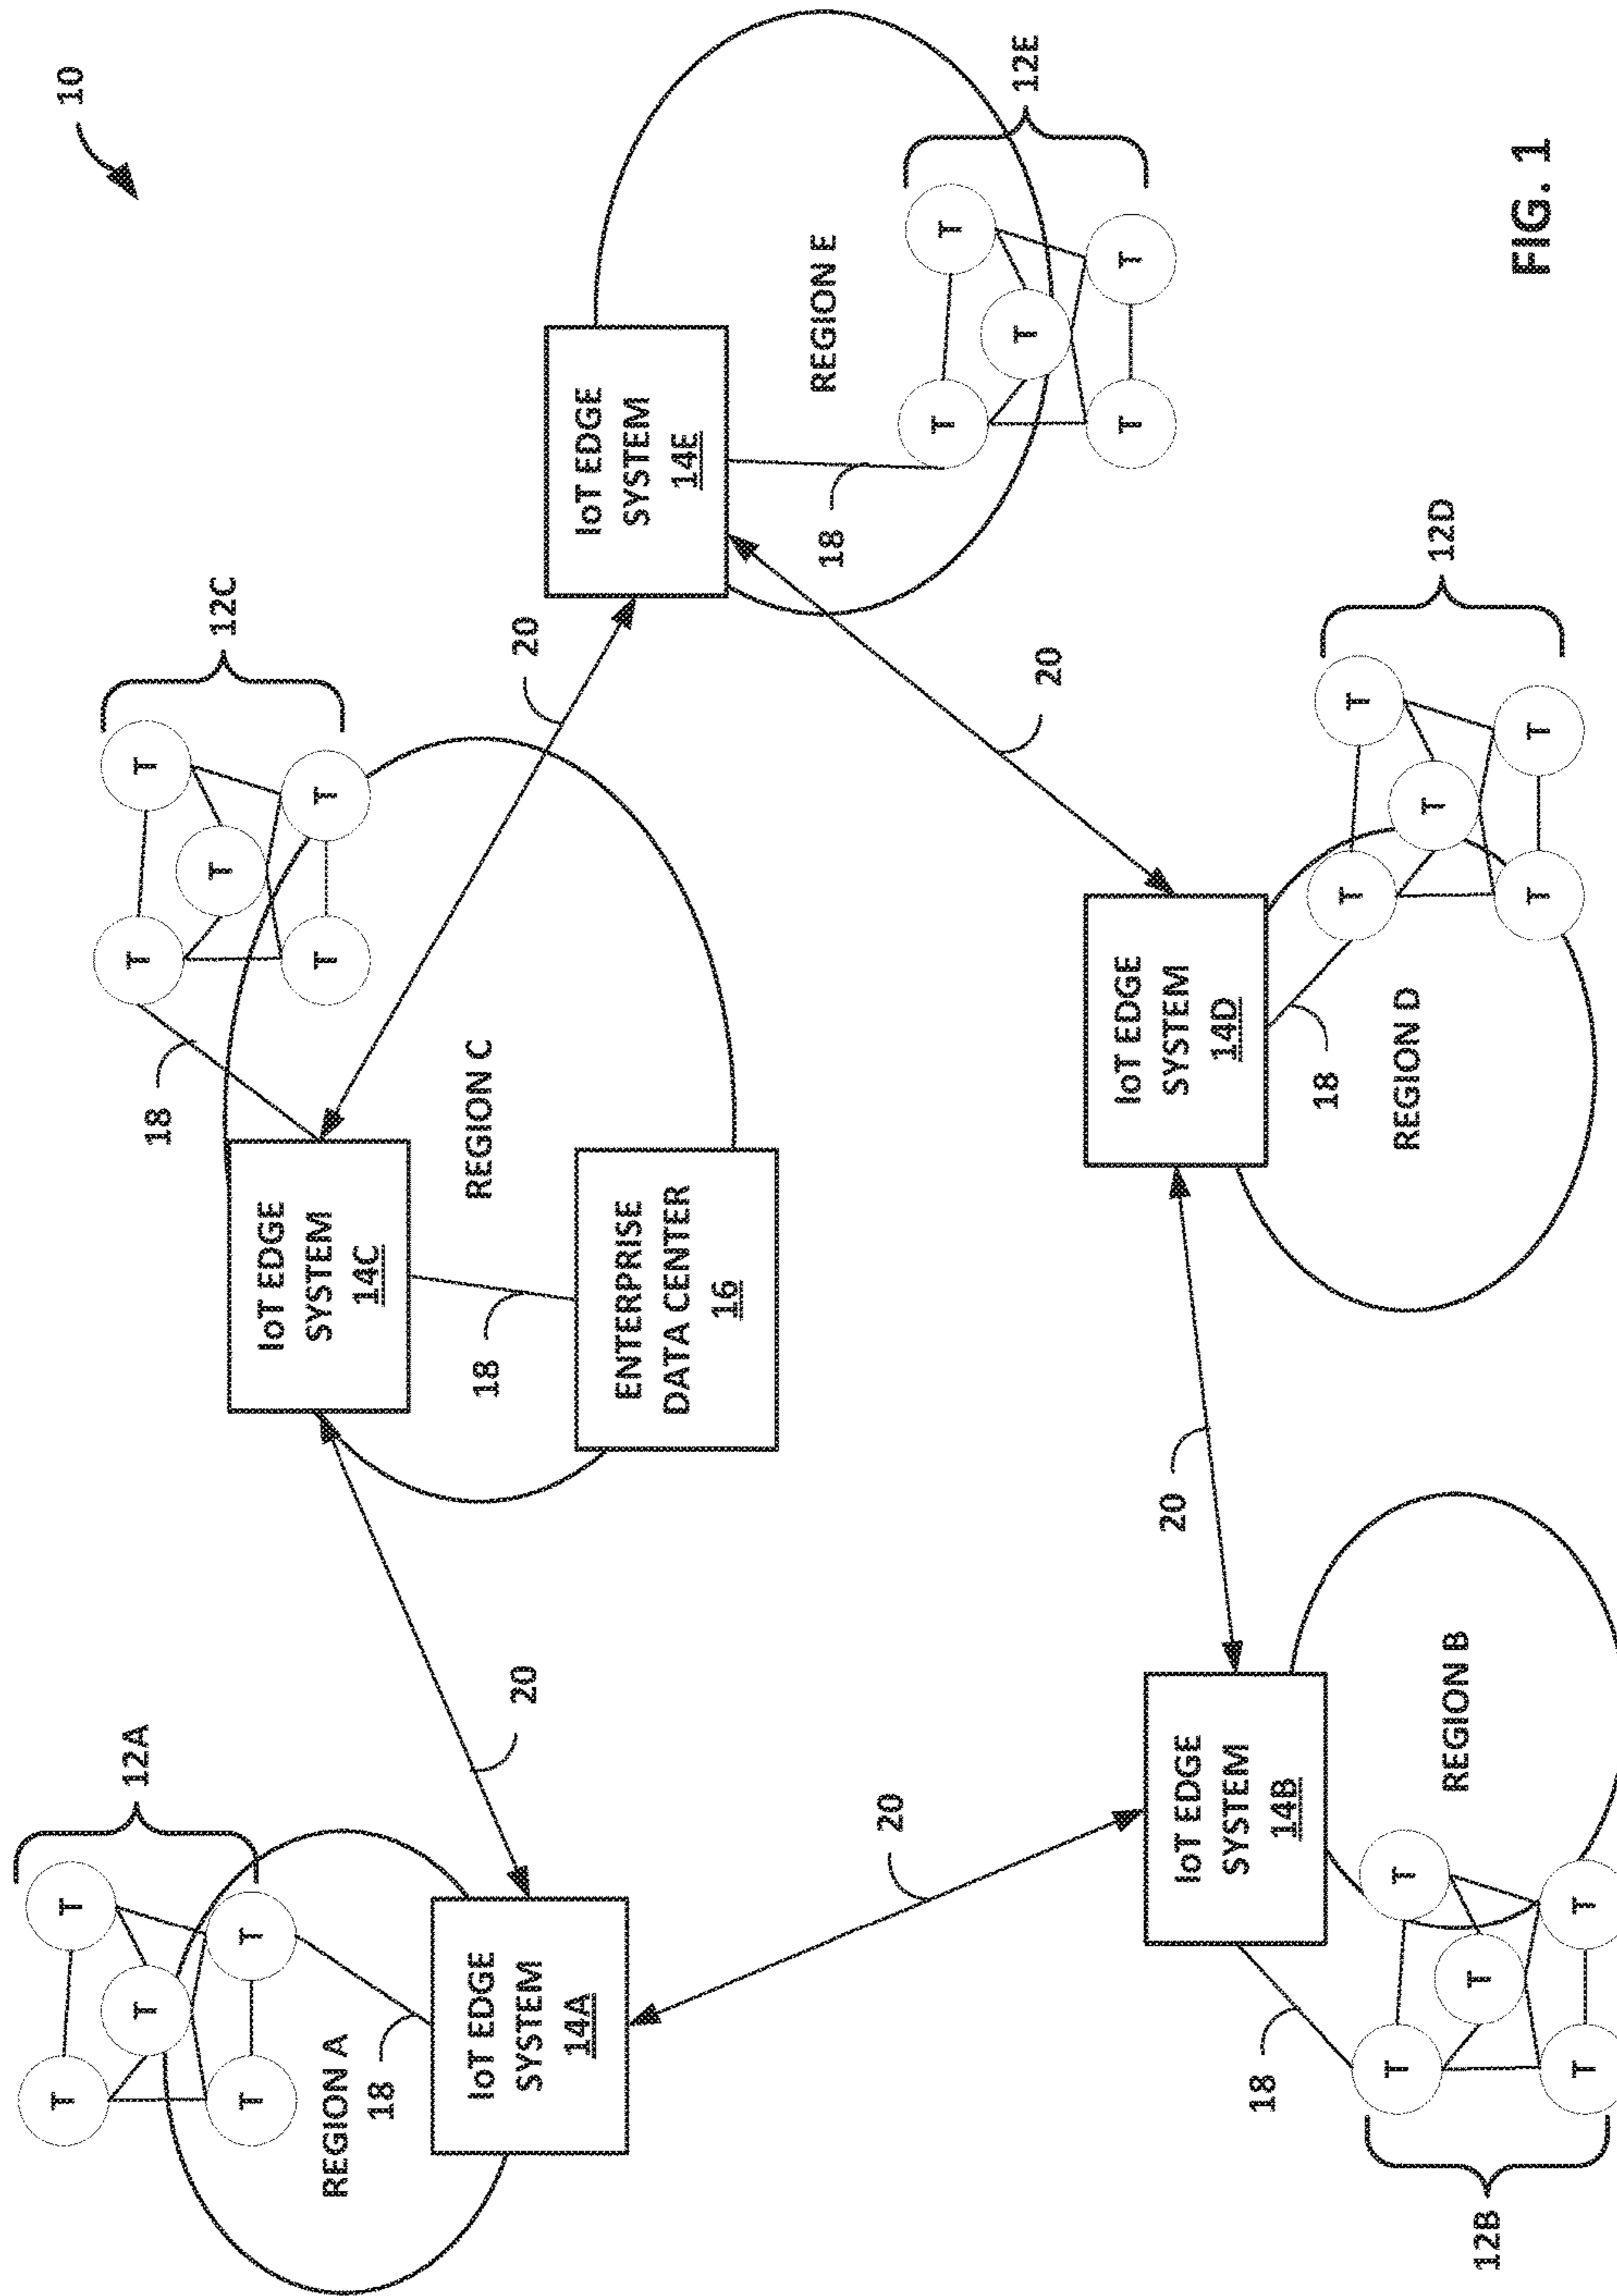 10
12A
T
T
T
T
T
REGION A
18
IoT EDGE
SYSTEM
14A
20
12C
T
T
T
T
T
18
IoT EDGE
SYSTEM
14C
REGION C
18
ENTERPRISE
DATA CENTER
16
20
IoT EDGE
SYSTEM
14E
REGION E
18
T
T
T
T
T
12E
20
20
IoT EDGE
SYSTEM
14B
REGION B
18
T
T
T
T
T
12B
20
IoT EDGE
SYSTEM
14D
18
REGION D
T
T
T
T
T
12D
FIG. 1